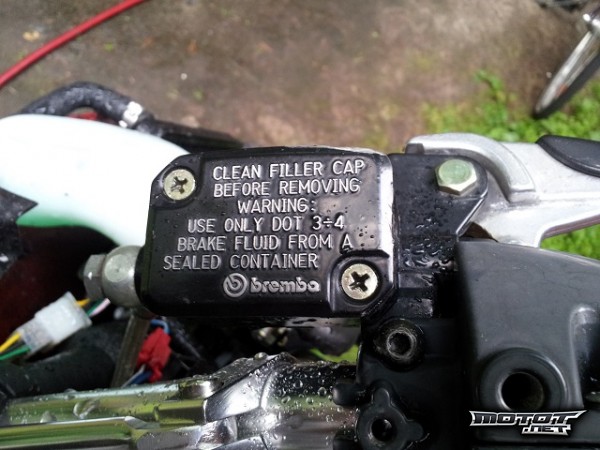 CLEAN FILLER CAP
BEFORE REMOVING
WARNING:
USE ONLY DOT 3÷4
BRAKE FLUID FROM A
SEALED CONTAINER
brembo
MOTOT
.NET